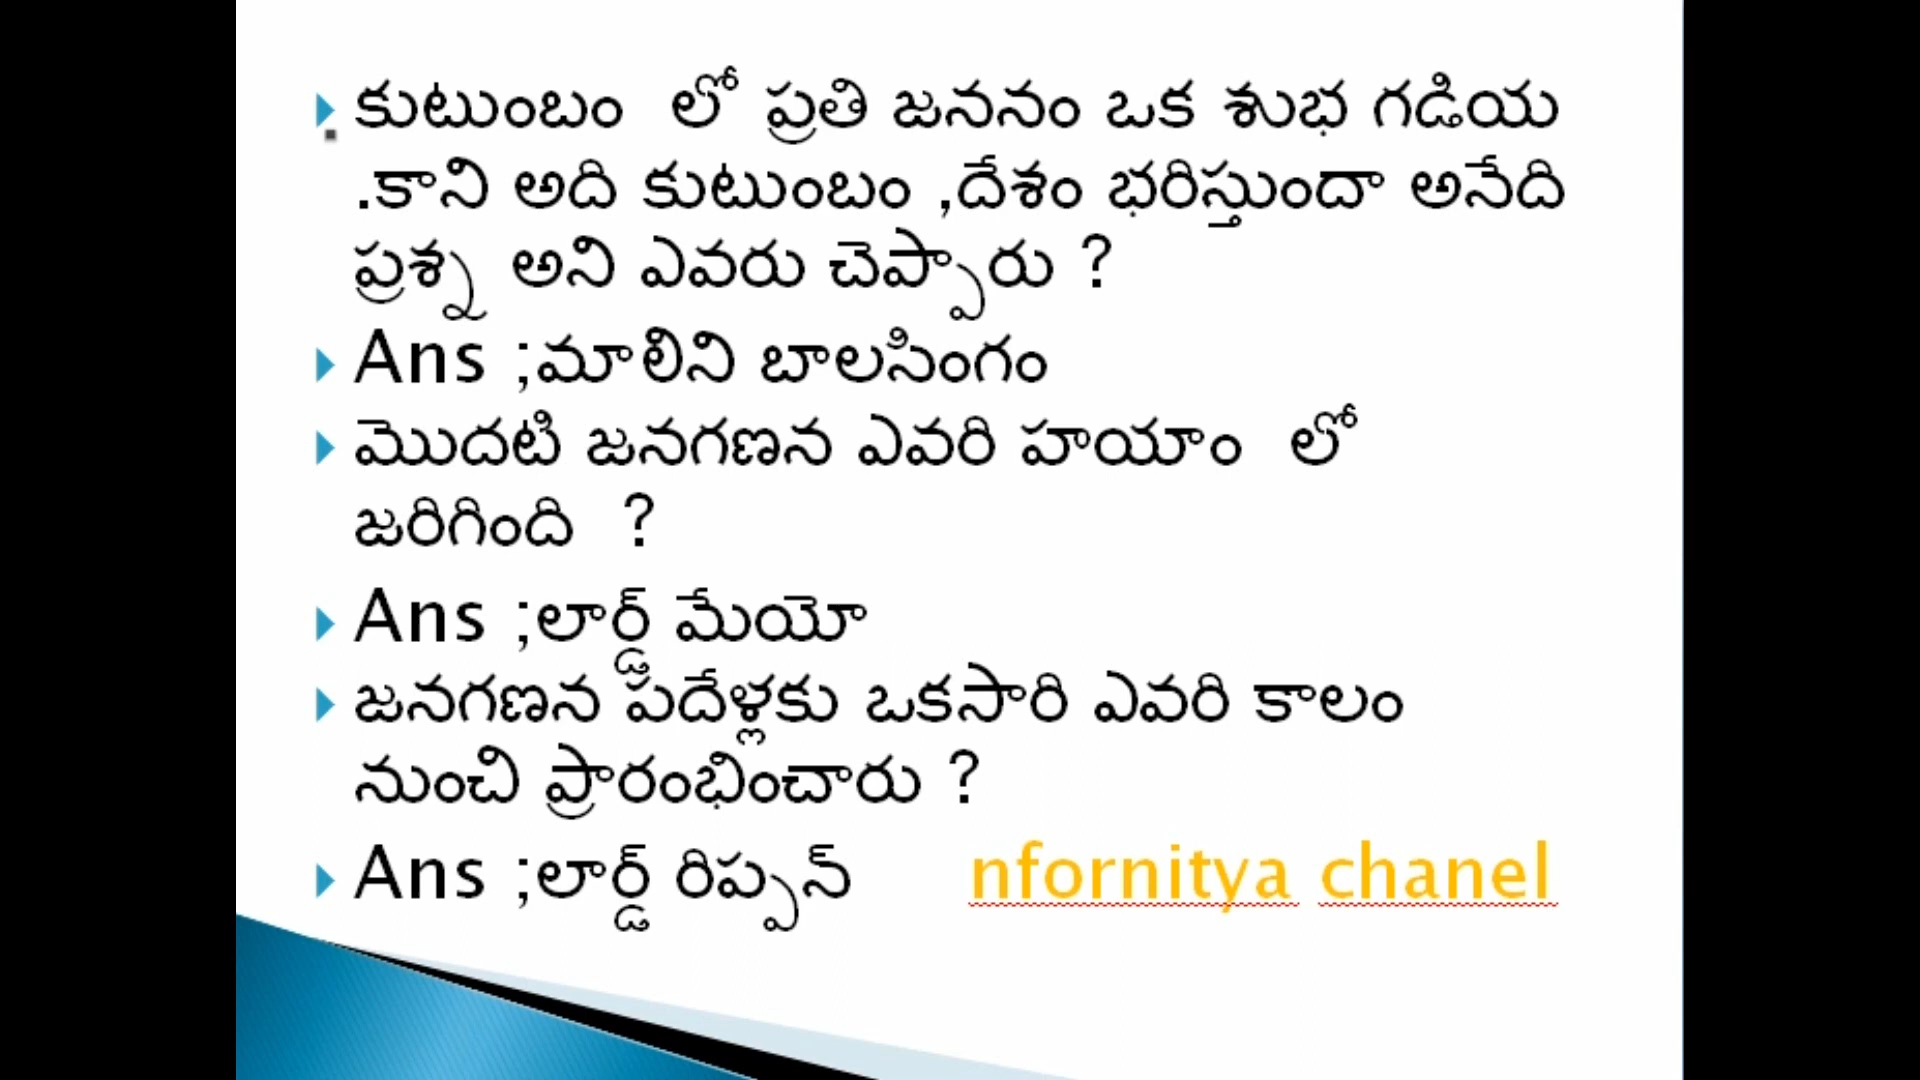 కుటుంబం లో ప్రతి జననం ఒక శుభ గడియ
.కాని అది కుటుంబం ,దేశం భరిస్తుందా అనేది
ప్రశ్న అని ఎవరు చెప్పారు ?
Ans ;మాలిని బాలసింగం
మొదటి జనగణన ఎవరి హయాం లో
జరిగింది ?
Ans ;లార్డ్ మేయో
జనగణన పదేళ్లకు ఒకసారి ఎవరి కాలం
నుంచి ప్రారంభించారు ?
Ans ;లార్డ్ రిప్పన్ nfornitya chanel